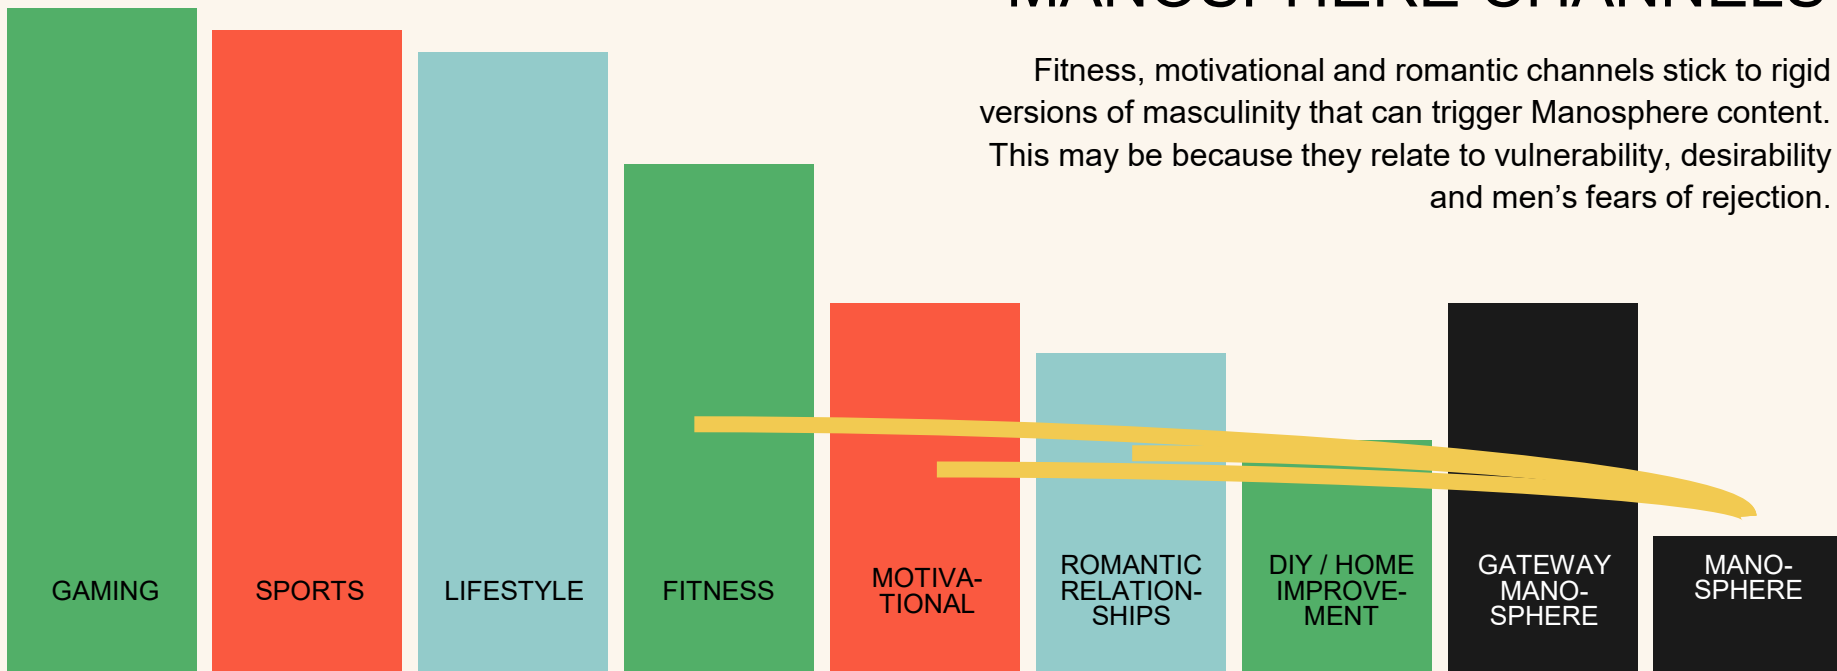 MANOSPHERE CHANNELS
Fitness, motivational and romantic channels stick to rigid
versions of masculinity that can trigger Manosphere content.
This may be because they relate to vulnerability, desirability
and men’s fears of rejection.
GAMING
SPORTS
LIFESTYLE
FITNESS
MOTIVA-
TIONAL
ROMANTIC
RELATION-
SHIPS
DIY / HOME
IMPROVE-
MENT
GATEWAY
MANO-
SPHERE
MANO-
SPHERE